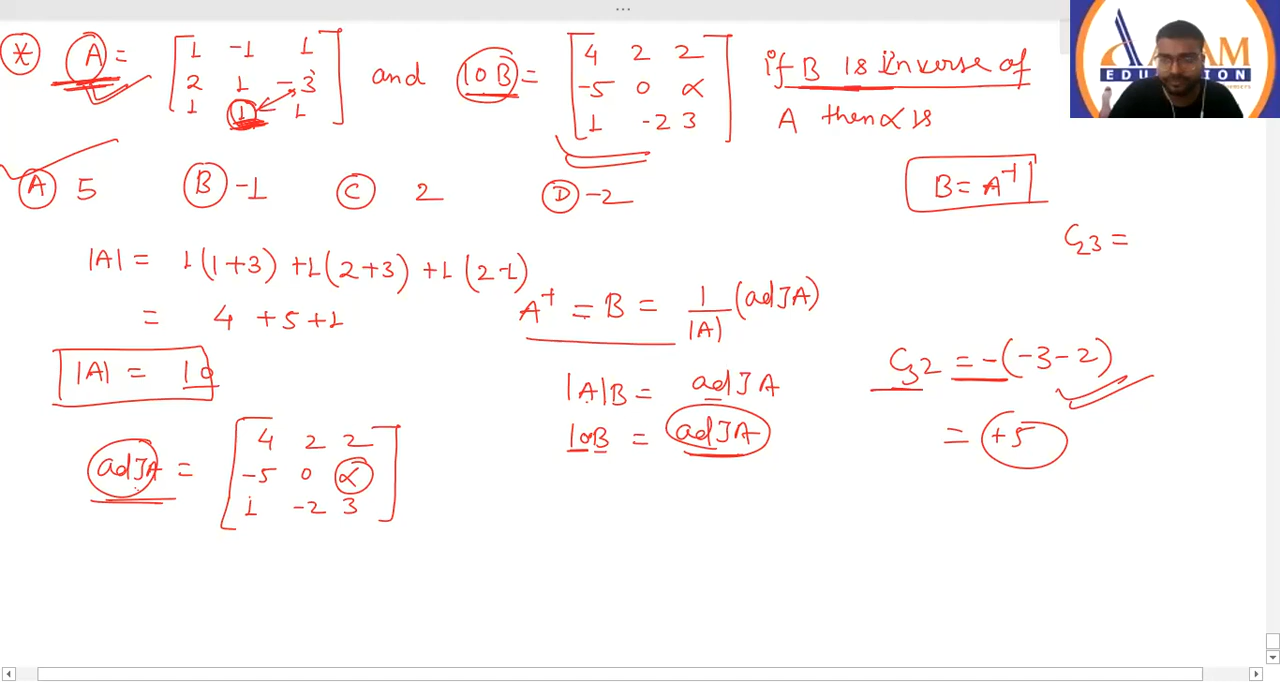 * A = [ 1 -1 1 ; 2 1 -3 ; 1 1 1 ] and 10B = [ 4 2 2 ; -5 0 α ; 1 -2 3 ] if B is inverse of
A then α is
A 5 B -1 C 2 D -2
B = A⁻¹
C23 =
|A| = 1(1+3) +1(2+3) +1(2-1)
= 4 +5 +1
|A| = 10
A⁻¹ = B = 1/|A| (adJA)
|A|B = adJA
10B = adJA
C32 = -(-3-2)
= +5
adJA = [ 4 2 2 ; -5 0 α ; 1 -2 3 ]
EDUCATION